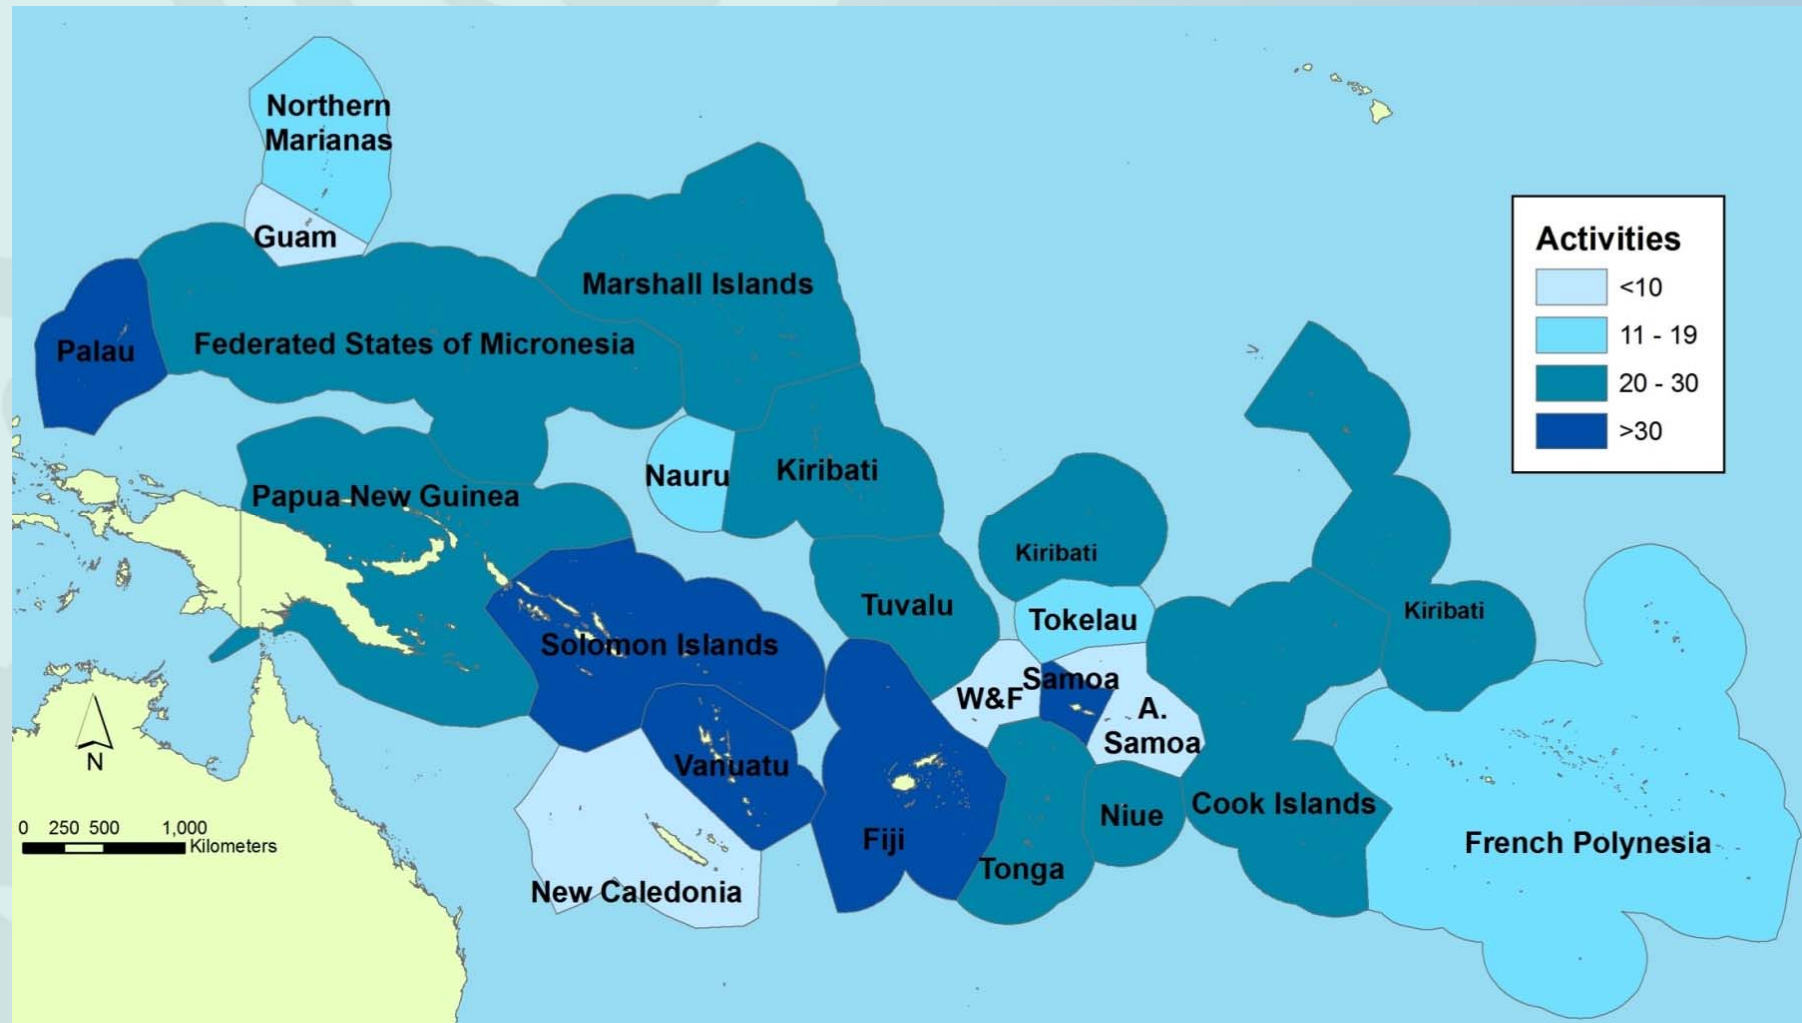 Northern
Marianas
Guam
Marshall Islands
Palau
Federated States of Micronesia
Nauru
Kiribati
Papua New Guinea
Kiribati
Tuvalu
Tokelau
Kiribati
Solomon Islands
W&F
Samoa
A.
Samoa
Vanuatu
Fiji
Tonga
Niue
Cook Islands
French Polynesia
New Caledonia
N
0 250 500 1,000
Kilometers
Activities
<10
11 - 19
20 - 30
>30